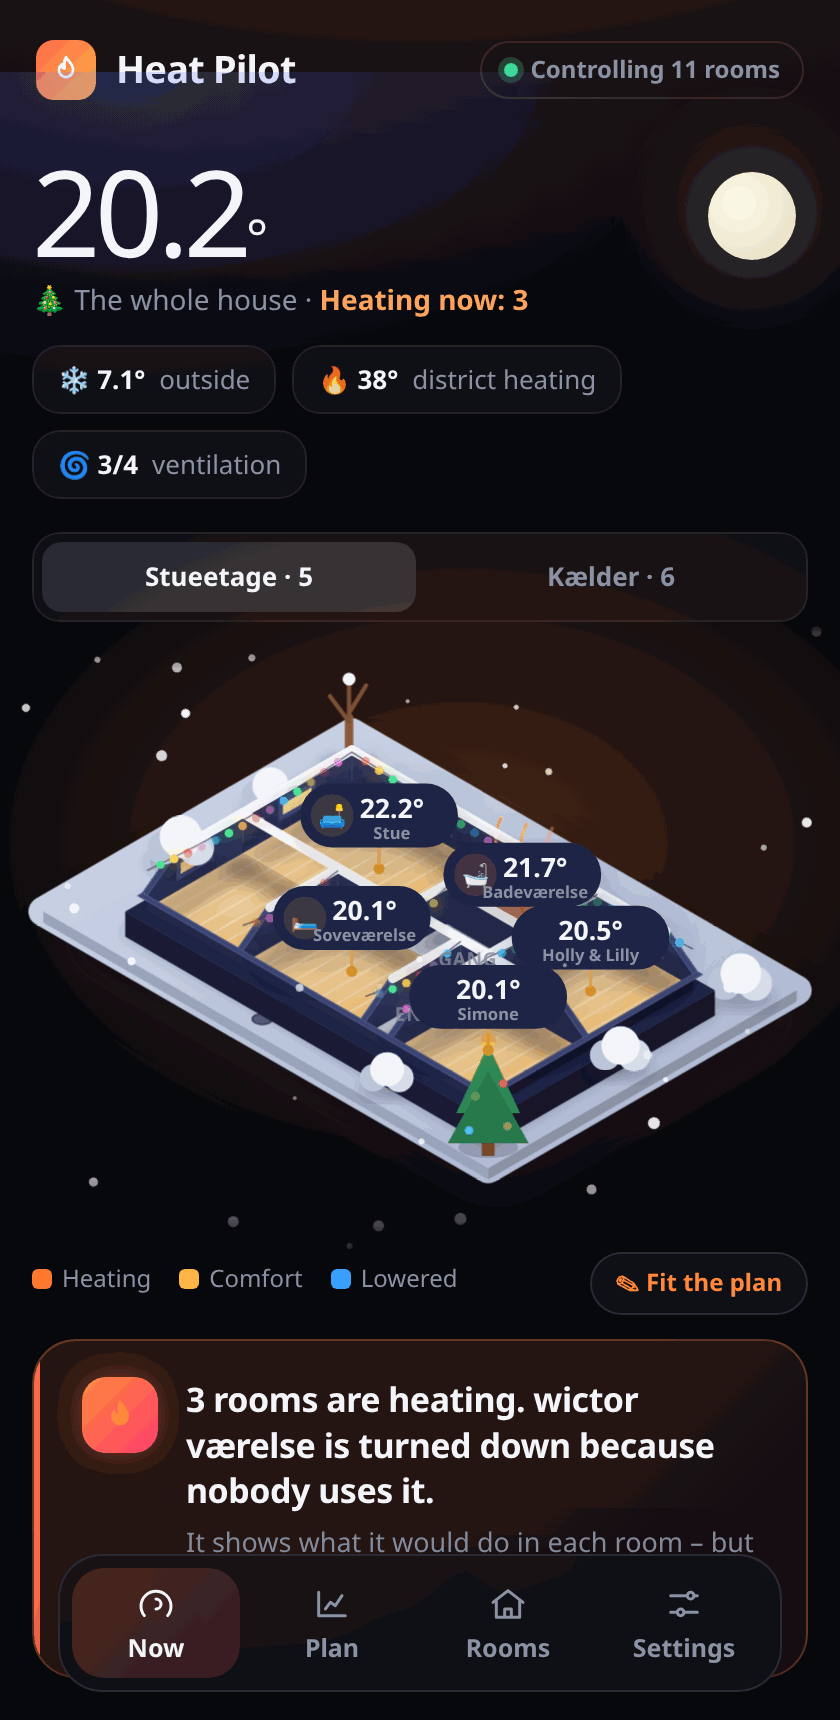 Heat Pilot
Controlling 11 rooms
20.2°
The whole house · Heating now: 3
7.1° outside
38° district heating
3/4 ventilation
Stueetage · 5
Kælder · 6
22.2°
Stue
21.7°
Badeværelse
20.1°
Soveværelse
20.5°
Holly & Lilly
GANG
20.1°
Simone
Heating
Comfort
Lowered
✎ Fit the plan
3 rooms are heating. wictor
værelse is turned down because
nobody uses it.
It shows what it would do in each room – but
Now
Plan
Rooms
Settings